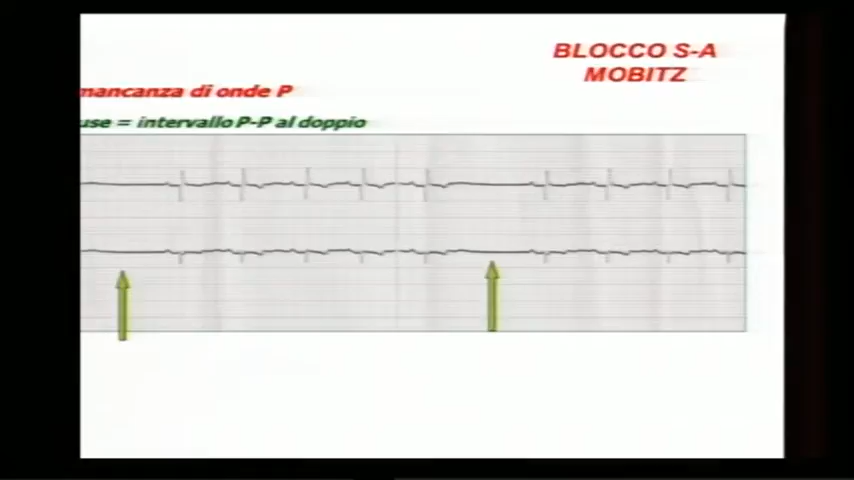 BLOCCO S-A
MOBITZ
mancanza di onde P
use = intervallo P-P al doppio